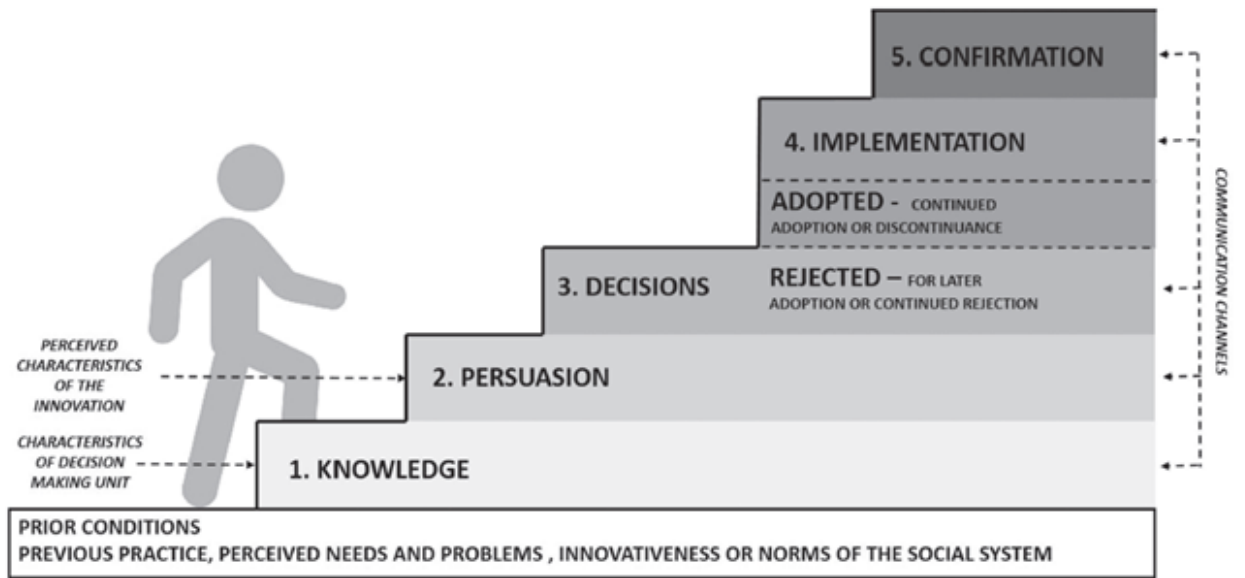 5. CONFIRMATION
4. IMPLEMENTATION
ADOPTED - CONTINUED
ADOPTION OR DISCONTINUANCE
3. DECISIONS
REJECTED – FOR LATER
ADOPTION OR CONTINUED REJECTION
2. PERSUASION
1. KNOWLEDGE
PERCEIVED
CHARACTERISTICS
OF THE
INNOVATION
CHARACTERISTICS
OF DECISION
MAKING UNIT
COMMUNICATION CHANNELS
PRIOR CONDITIONS
PREVIOUS PRACTICE, PERCEIVED NEEDS AND PROBLEMS , INNOVATIVENESS OR NORMS OF THE SOCIAL SYSTEM